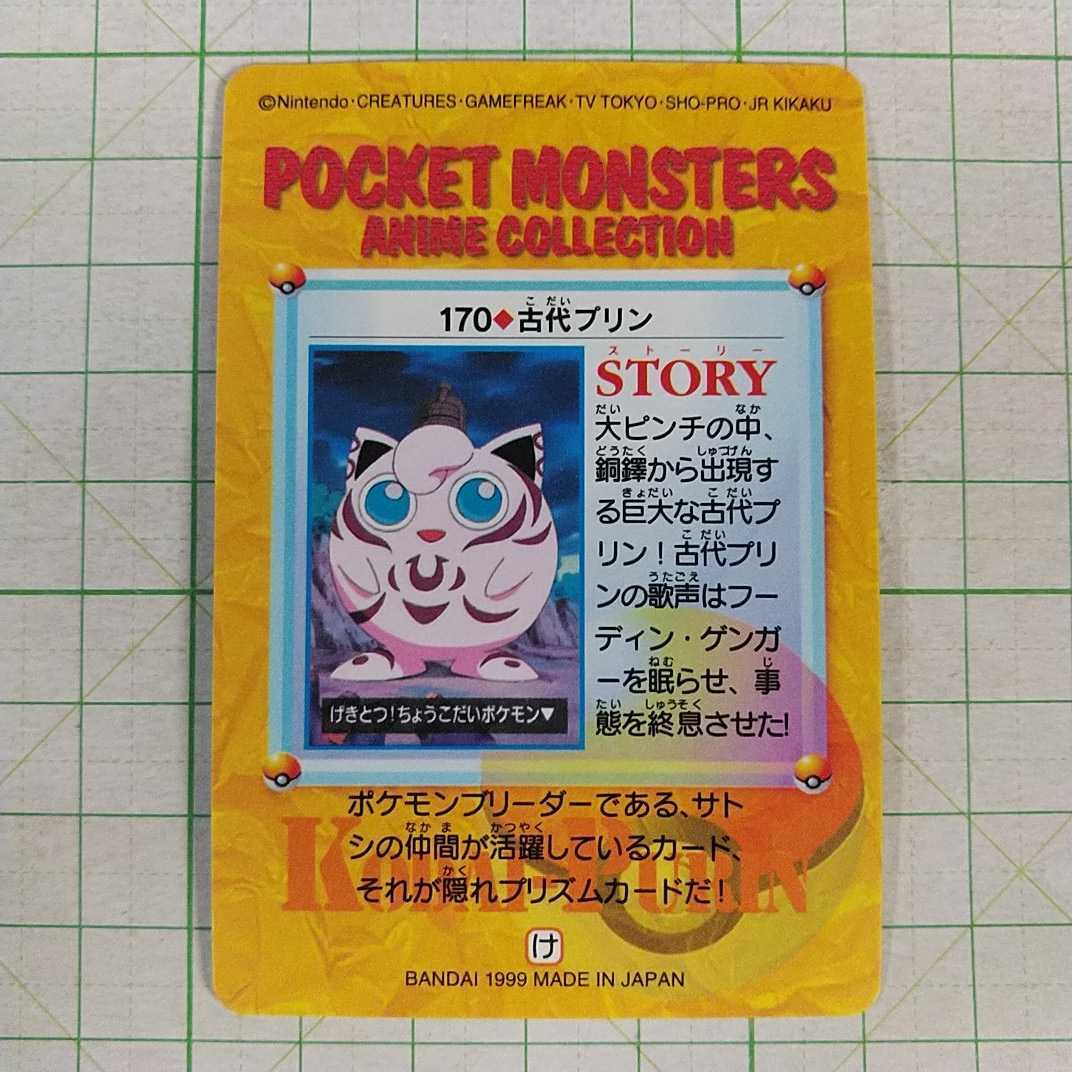 ©Nintendo・CREATURES・GAMEFREAK・TV TOKYO・SHO-PRO・JR KIKAKU
POCKET MONSTERS
ANIME COLLECTION
こだい
170◆古代プリン
ストーリー
STORY
だい なか
大ピンチの中、
どうたく しゅつげん
銅鐸から出現す
きょだい こだい
る巨大な古代プ
こだい
リン！古代プリ
うたごえ
ンの歌声はフー
ディン・ゲンガ
ねむ じ
ーを眠らせ、事
たい しゅうそく
態を終息させた!
げきとつ!ちょうこだいポケモン▼
ポケモンブリーダーである、サト
なかま かつやく
シの仲間が活躍しているカード、
かく
それが隠れプリズムカードだ！
KODAI-PURIN
け
BANDAI 1999 MADE IN JAPAN